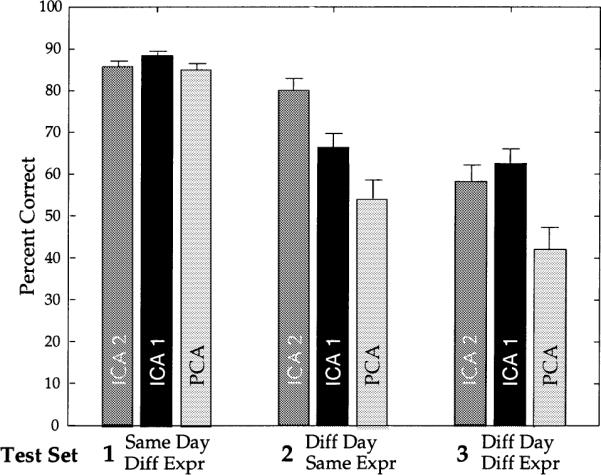 100
90
80
70
60
50
40
30
20
10
0
Percent Correct
ICA 2
ICA 1
PCA
ICA 2
ICA 1
PCA
ICA 2
ICA 1
PCA
Test Set
1 Same Day
Diff Expr
2 Diff Day
Same Expr
3 Diff Day
Diff Expr